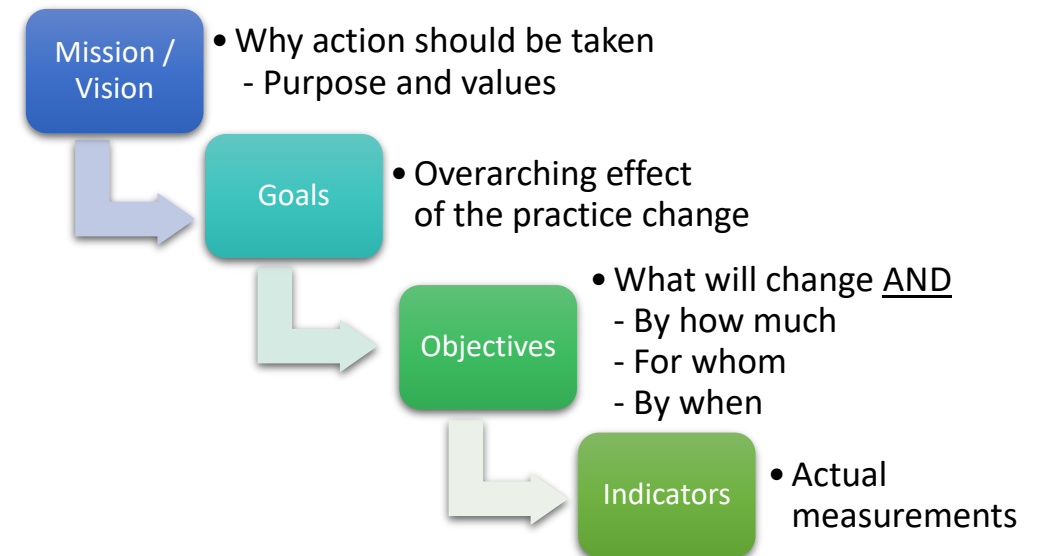 Mission /
Vision
• Why action should be taken
- Purpose and values
Goals
• Overarching effect
of the practice change
Objectives
• What will change AND
- By how much
- For whom
- By when
Indicators
• Actual
measurements